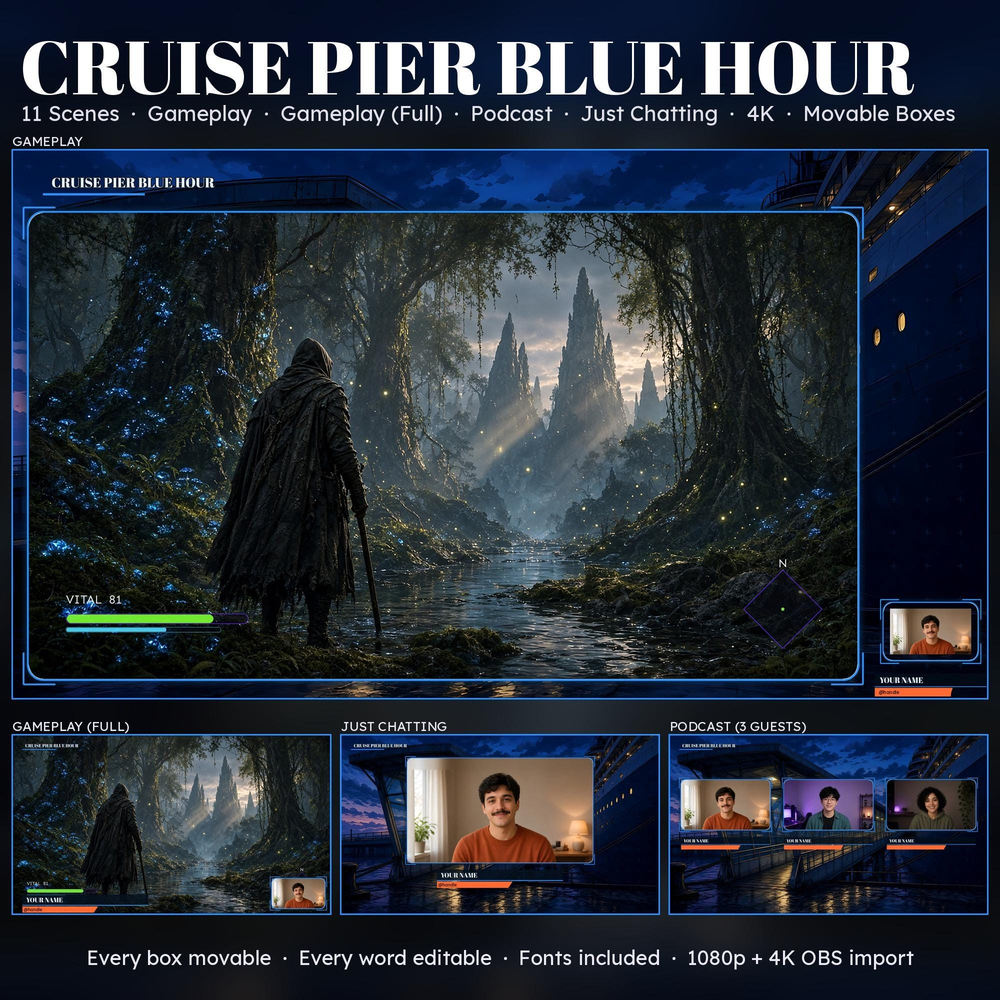 CRUISE PIER BLUE HOUR
11 Scenes · Gameplay · Gameplay (Full) · Podcast · Just Chatting · 4K · Movable Boxes
GAMEPLAY
CRUISE PIER BLUE HOUR
VITAL 81
N
YOUR NAME
@handle
GAMEPLAY (FULL)
CRUISE PIER BLUE HOUR
VITAL 81
N
YOUR NAME
@handle
JUST CHATTING
CRUISE PIER BLUE HOUR
YOUR NAME
@handle
PODCAST (3 GUESTS)
CRUISE PIER BLUE HOUR
YOUR NAME
YOUR NAME
YOUR NAME
Every box movable · Every word editable · Fonts included · 1080p + 4K OBS import